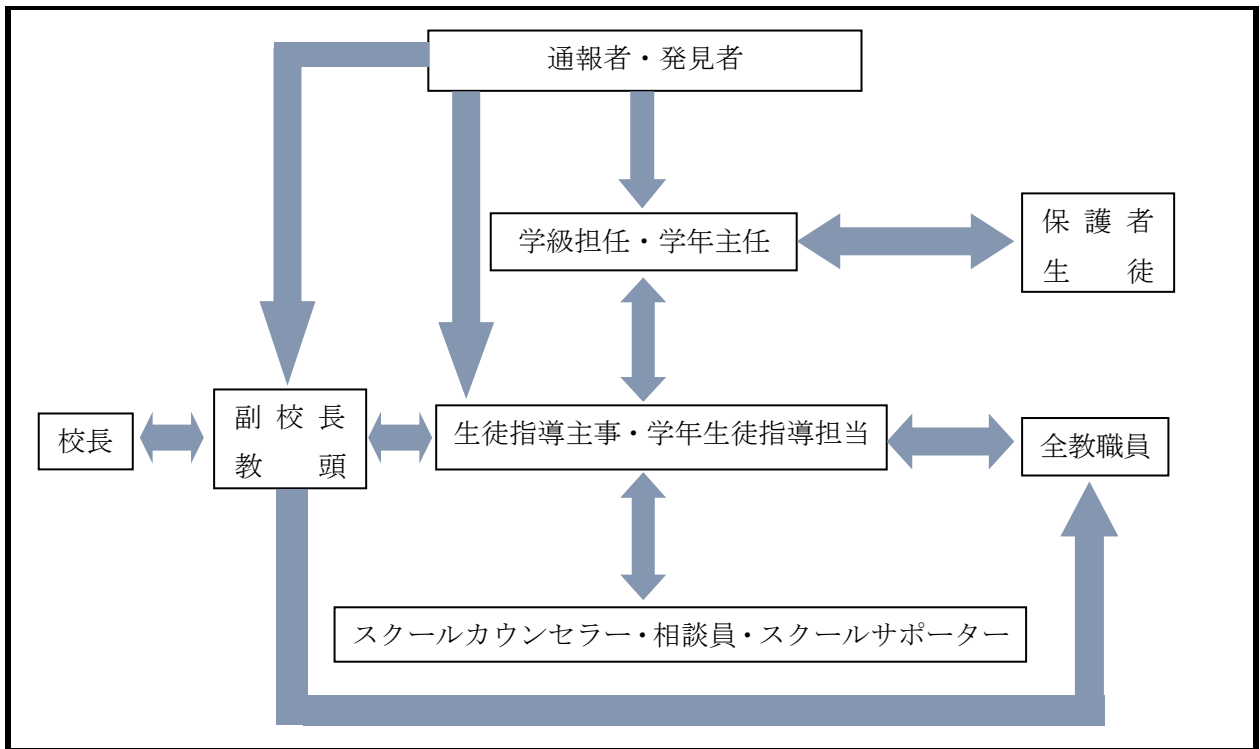 通報者・発見者
学級担任・学年主任
保護者
生徒
校長
副校長
教頭
生徒指導主事・学年生徒指導担当
全教職員
スクールカウンセラー・相談員・スクールサポーター